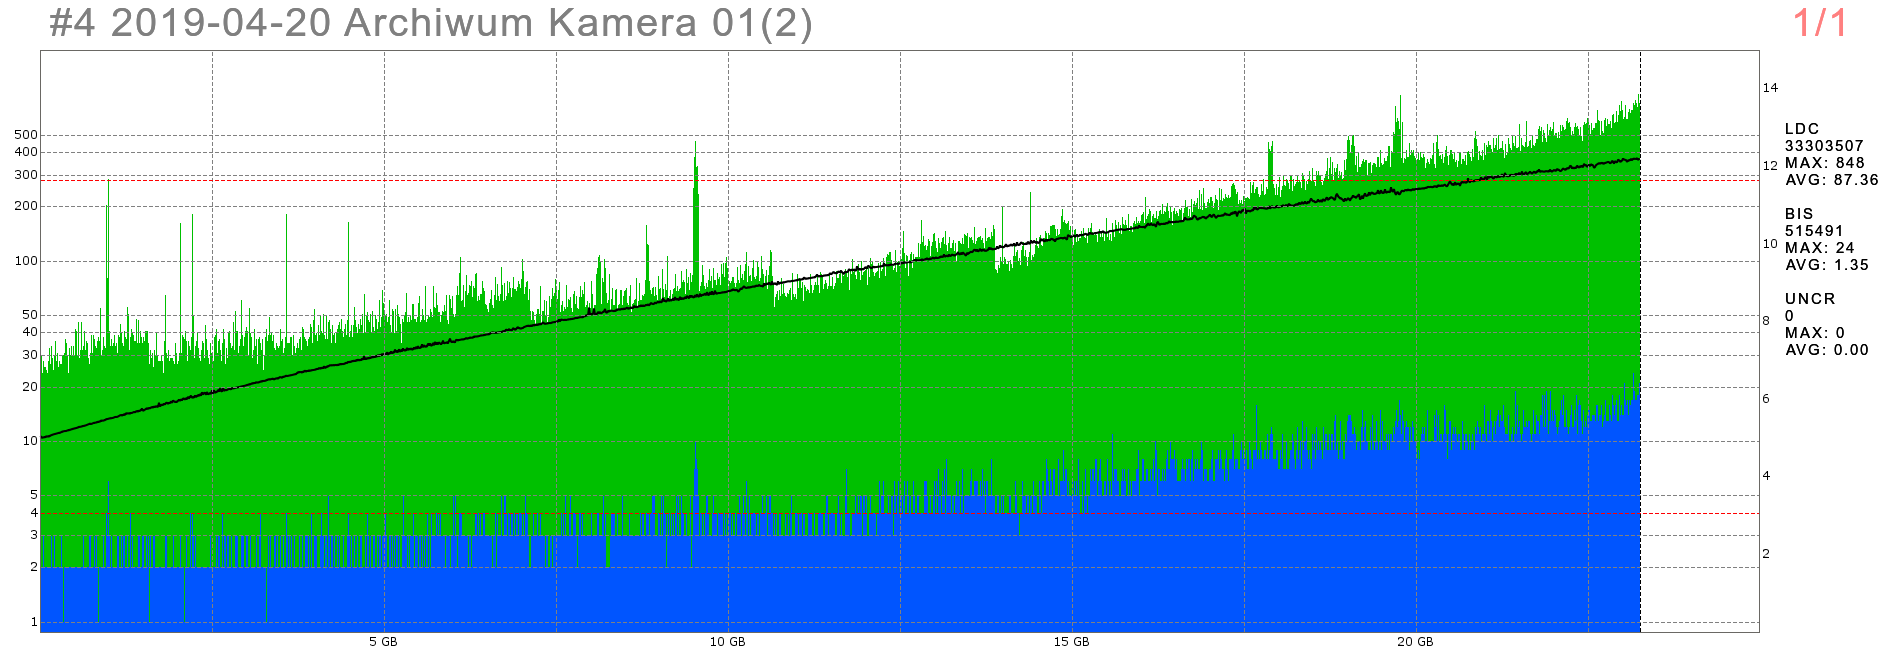 #4 2019-04-20 Archiwum Kamera 01(2)
1/1
500
400
300
200
100
50
40
30
20
10
5
4
3
2
1
5 GB
10 GB
15 GB
20 GB
14
12
10
8
6
4
2
LDC
33303507
MAX: 848
AVG: 87.36
BIS
515491
MAX: 24
AVG: 1.35
UNCR
0
MAX: 0
AVG: 0.00